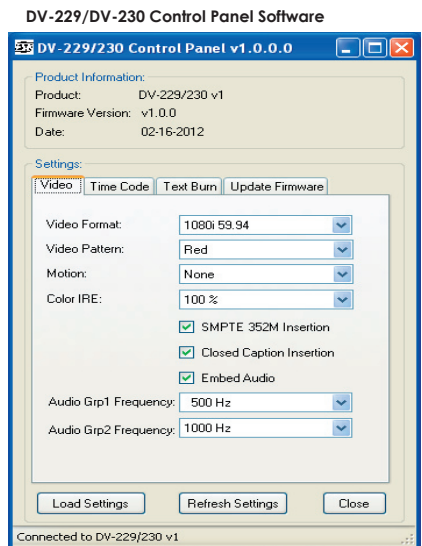 DV-229/DV-230 Control Panel Software
DV-229/230 Control Panel v1.0.0.0
Product Information:
Product: DV-229/230 v1
Firmware Version: v1.0.0
Date: 02-16-2012
Settings:
Video Time Code Text Burn Update Firmware
Video Format: 1080i 59.94
Video Pattern: Red
Motion: None
Color IRE: 100 %
SMPTE 352M Insertion
Closed Caption Insertion
Embed Audio
Audio Grp1 Frequency: 500 Hz
Audio Grp2 Frequency: 1000 Hz
Load Settings Refresh Settings Close
Connected to DV-229/230 v1